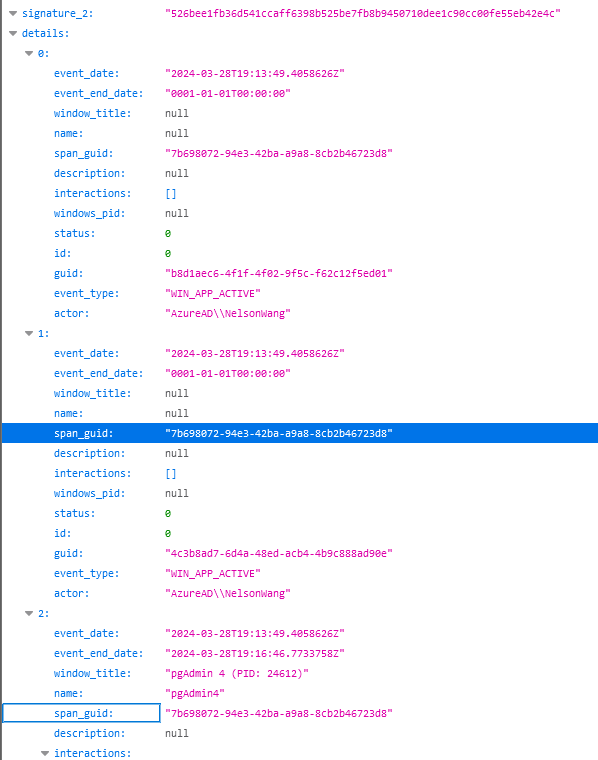 signature_2: "526bee1fb36d541ccaff6398b525be7fb8b9450710dee1c90cc00fe55eb42e4c"
details:
0:
event_date: "2024-03-28T19:13:49.4058626Z"
event_end_date: "0001-01-01T00:00:00"
window_title: null
name: null
span_guid: "7b698072-94e3-42ba-a9a8-8cb2b46723d8"
description: null
interactions: []
windows_pid: null
status: 0
id: 0
guid: "b8d1aec6-4f1f-4f02-9f5c-f62c12f5ed01"
event_type: "WIN_APP_ACTIVE"
actor: "AzureAD\\NelsonWang"
1:
event_date: "2024-03-28T19:13:49.4058626Z"
event_end_date: "0001-01-01T00:00:00"
window_title: null
name: null
span_guid: "7b698072-94e3-42ba-a9a8-8cb2b46723d8"
description: null
interactions: []
windows_pid: null
status: 0
id: 0
guid: "4c3b8ad7-6d4a-48ed-acb4-4b9c888ad90e"
event_type: "WIN_APP_ACTIVE"
actor: "AzureAD\\NelsonWang"
2:
event_date: "2024-03-28T19:13:49.4058626Z"
event_end_date: "2024-03-28T19:16:46.7733758Z"
window_title: "pgAdmin 4 (PID: 24612)"
name: "pgAdmin4"
span_guid: "7b698072-94e3-42ba-a9a8-8cb2b46723d8"
description: null
interactions: